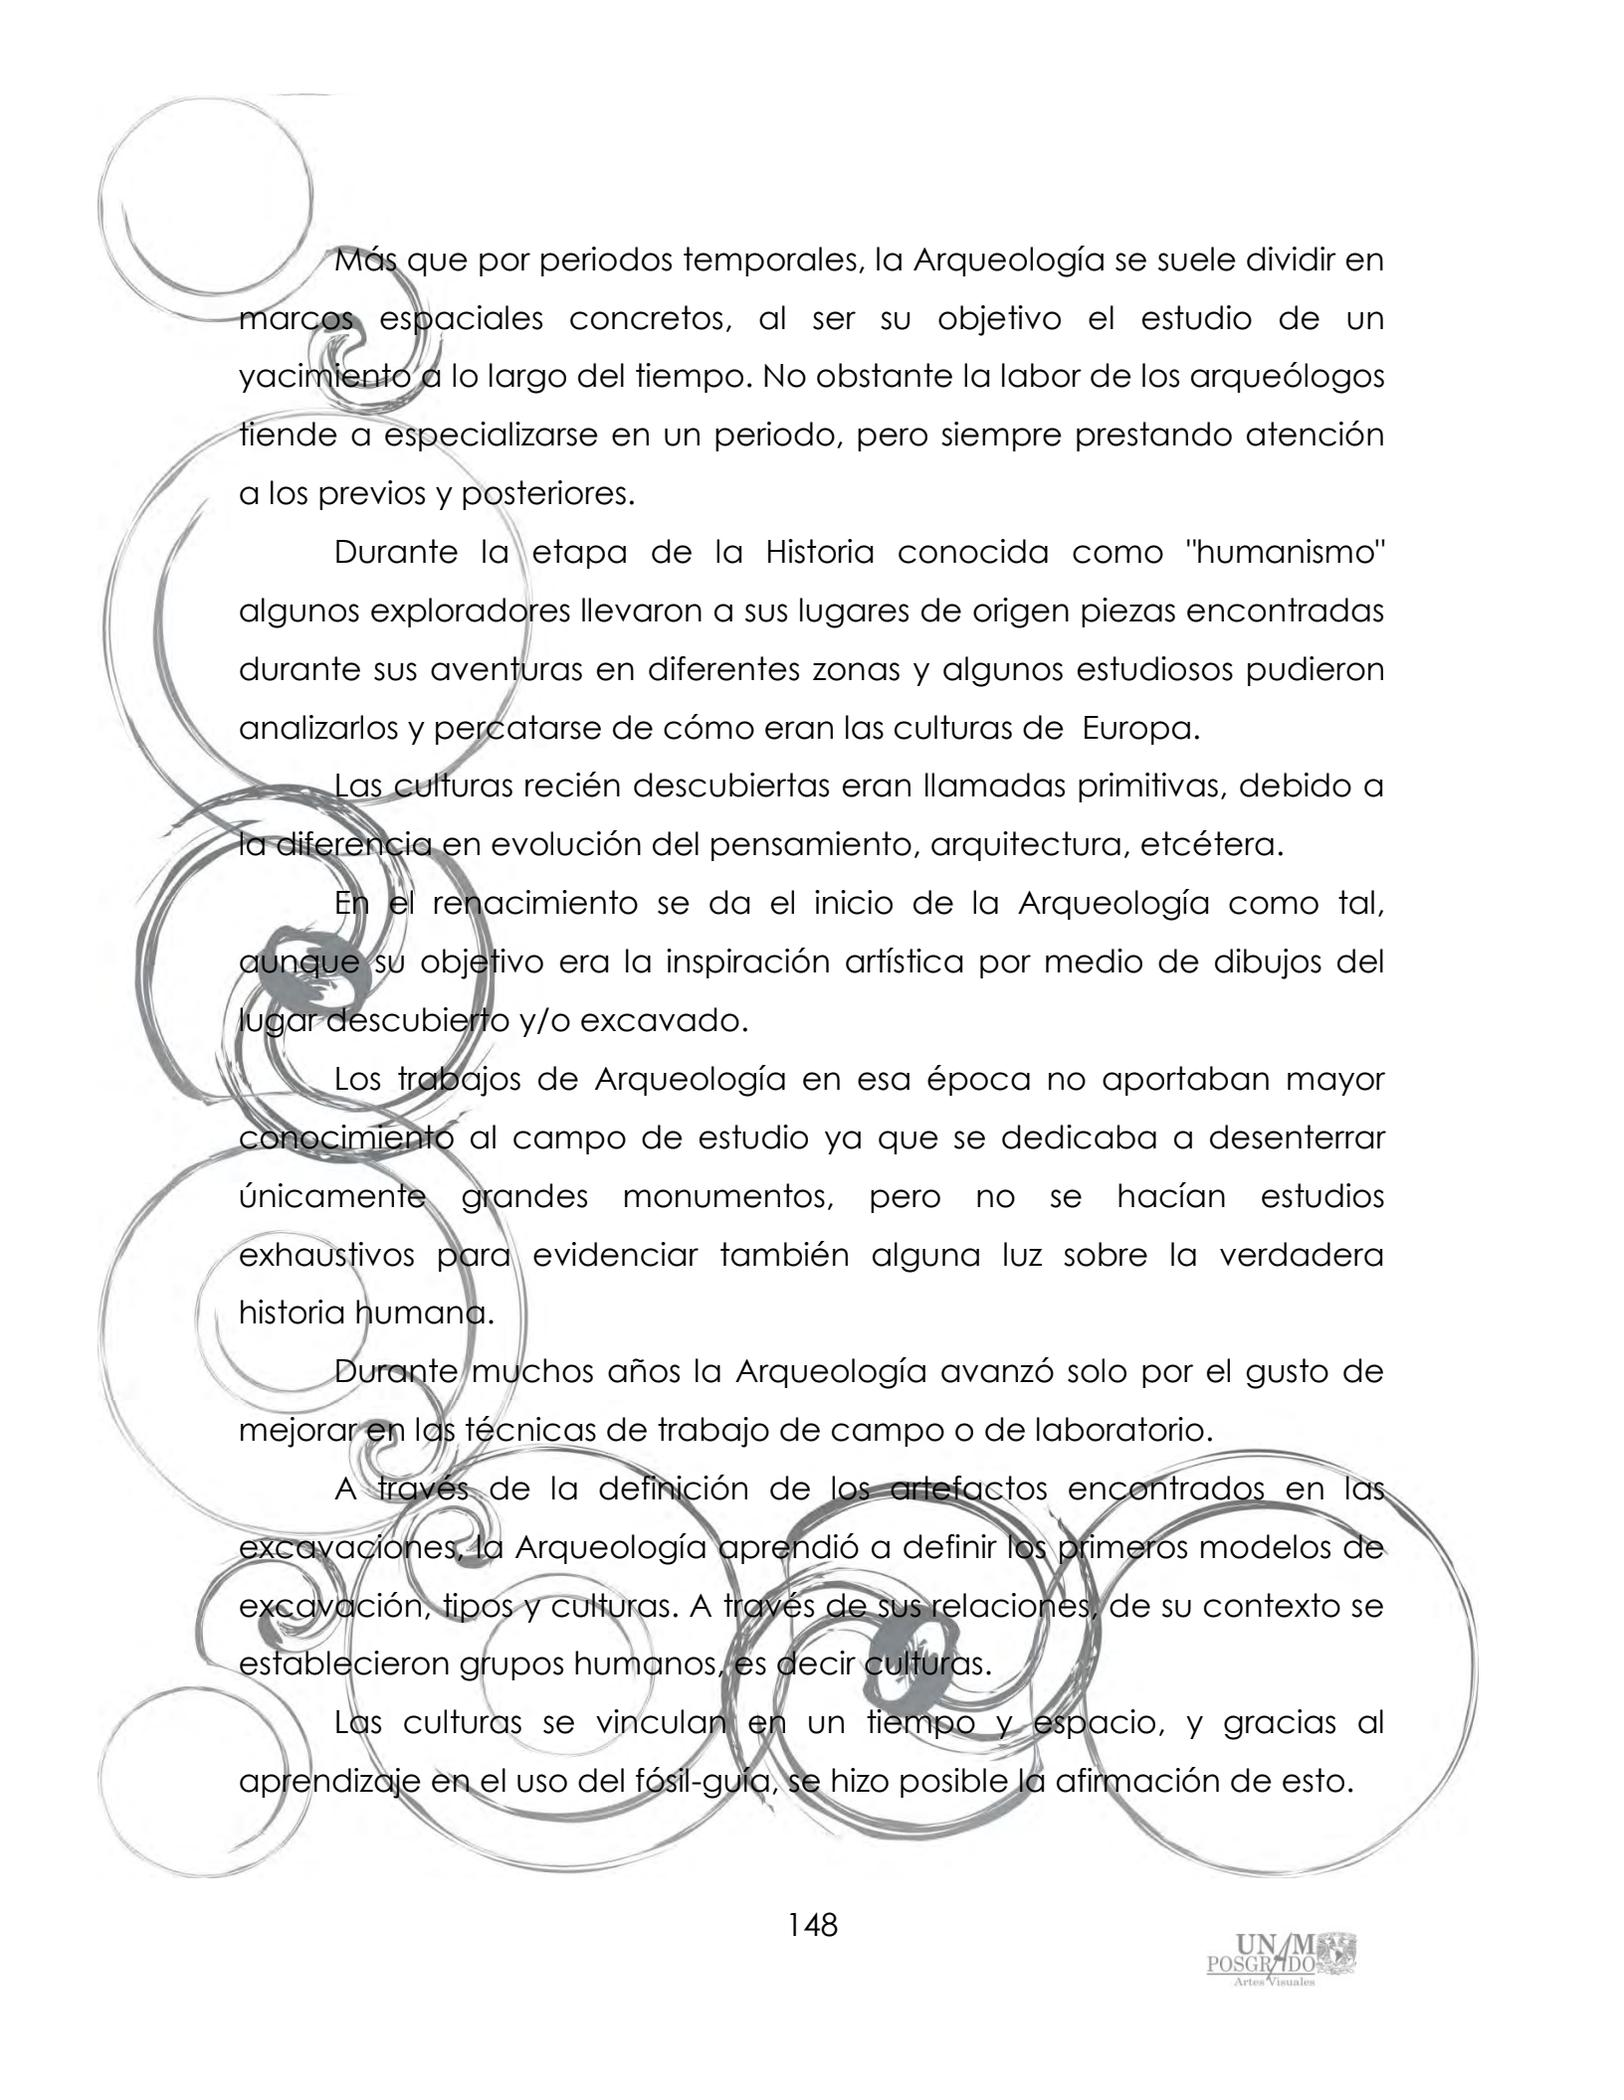 Más que por periodos temporales, la Arqueología se suele dividir en
marcos espaciales concretos, al ser su objetivo el estudio de un
yacimiento a lo largo del tiempo. No obstante la labor de los arqueólogos
tiende a especializarse en un periodo, pero siempre prestando atención
a los previos y posteriores.
Durante la etapa de la Historia conocida como "humanismo"
algunos exploradores llevaron a sus lugares de origen piezas encontradas
durante sus aventuras en diferentes zonas y algunos estudiosos pudieron
analizarlos y percatarse de cómo eran las culturas de  Europa.
Las culturas recién descubiertas eran llamadas primitivas, debido a
la diferencia en evolución del pensamiento, arquitectura, etcétera.
En el renacimiento se da el inicio de la Arqueología como tal,
aunque su objetivo era la inspiración artística por medio de dibujos del
lugar descubierto y/o excavado.
Los trabajos de Arqueología en esa época no aportaban mayor
conocimiento al campo de estudio ya que se dedicaba a desenterrar
únicamente grandes monumentos, pero no se hacían estudios
exhaustivos para evidenciar también alguna luz sobre la verdadera
historia humana.
Durante muchos años la Arqueología avanzó solo por el gusto de
mejorar en las técnicas de trabajo de campo o de laboratorio.
A través de la definición de los artefactos encontrados en las
excavaciones, la Arqueología aprendió a definir los primeros modelos de
excavación, tipos y culturas. A través de sus relaciones, de su contexto se
establecieron grupos humanos, es decir culturas.
Las culturas se vinculan en un tiempo y espacio, y gracias al
aprendizaje en el uso del fósil-guía, se hizo posible la afirmación de esto.
148
UNAM
POSGRADO
Artes Visuales